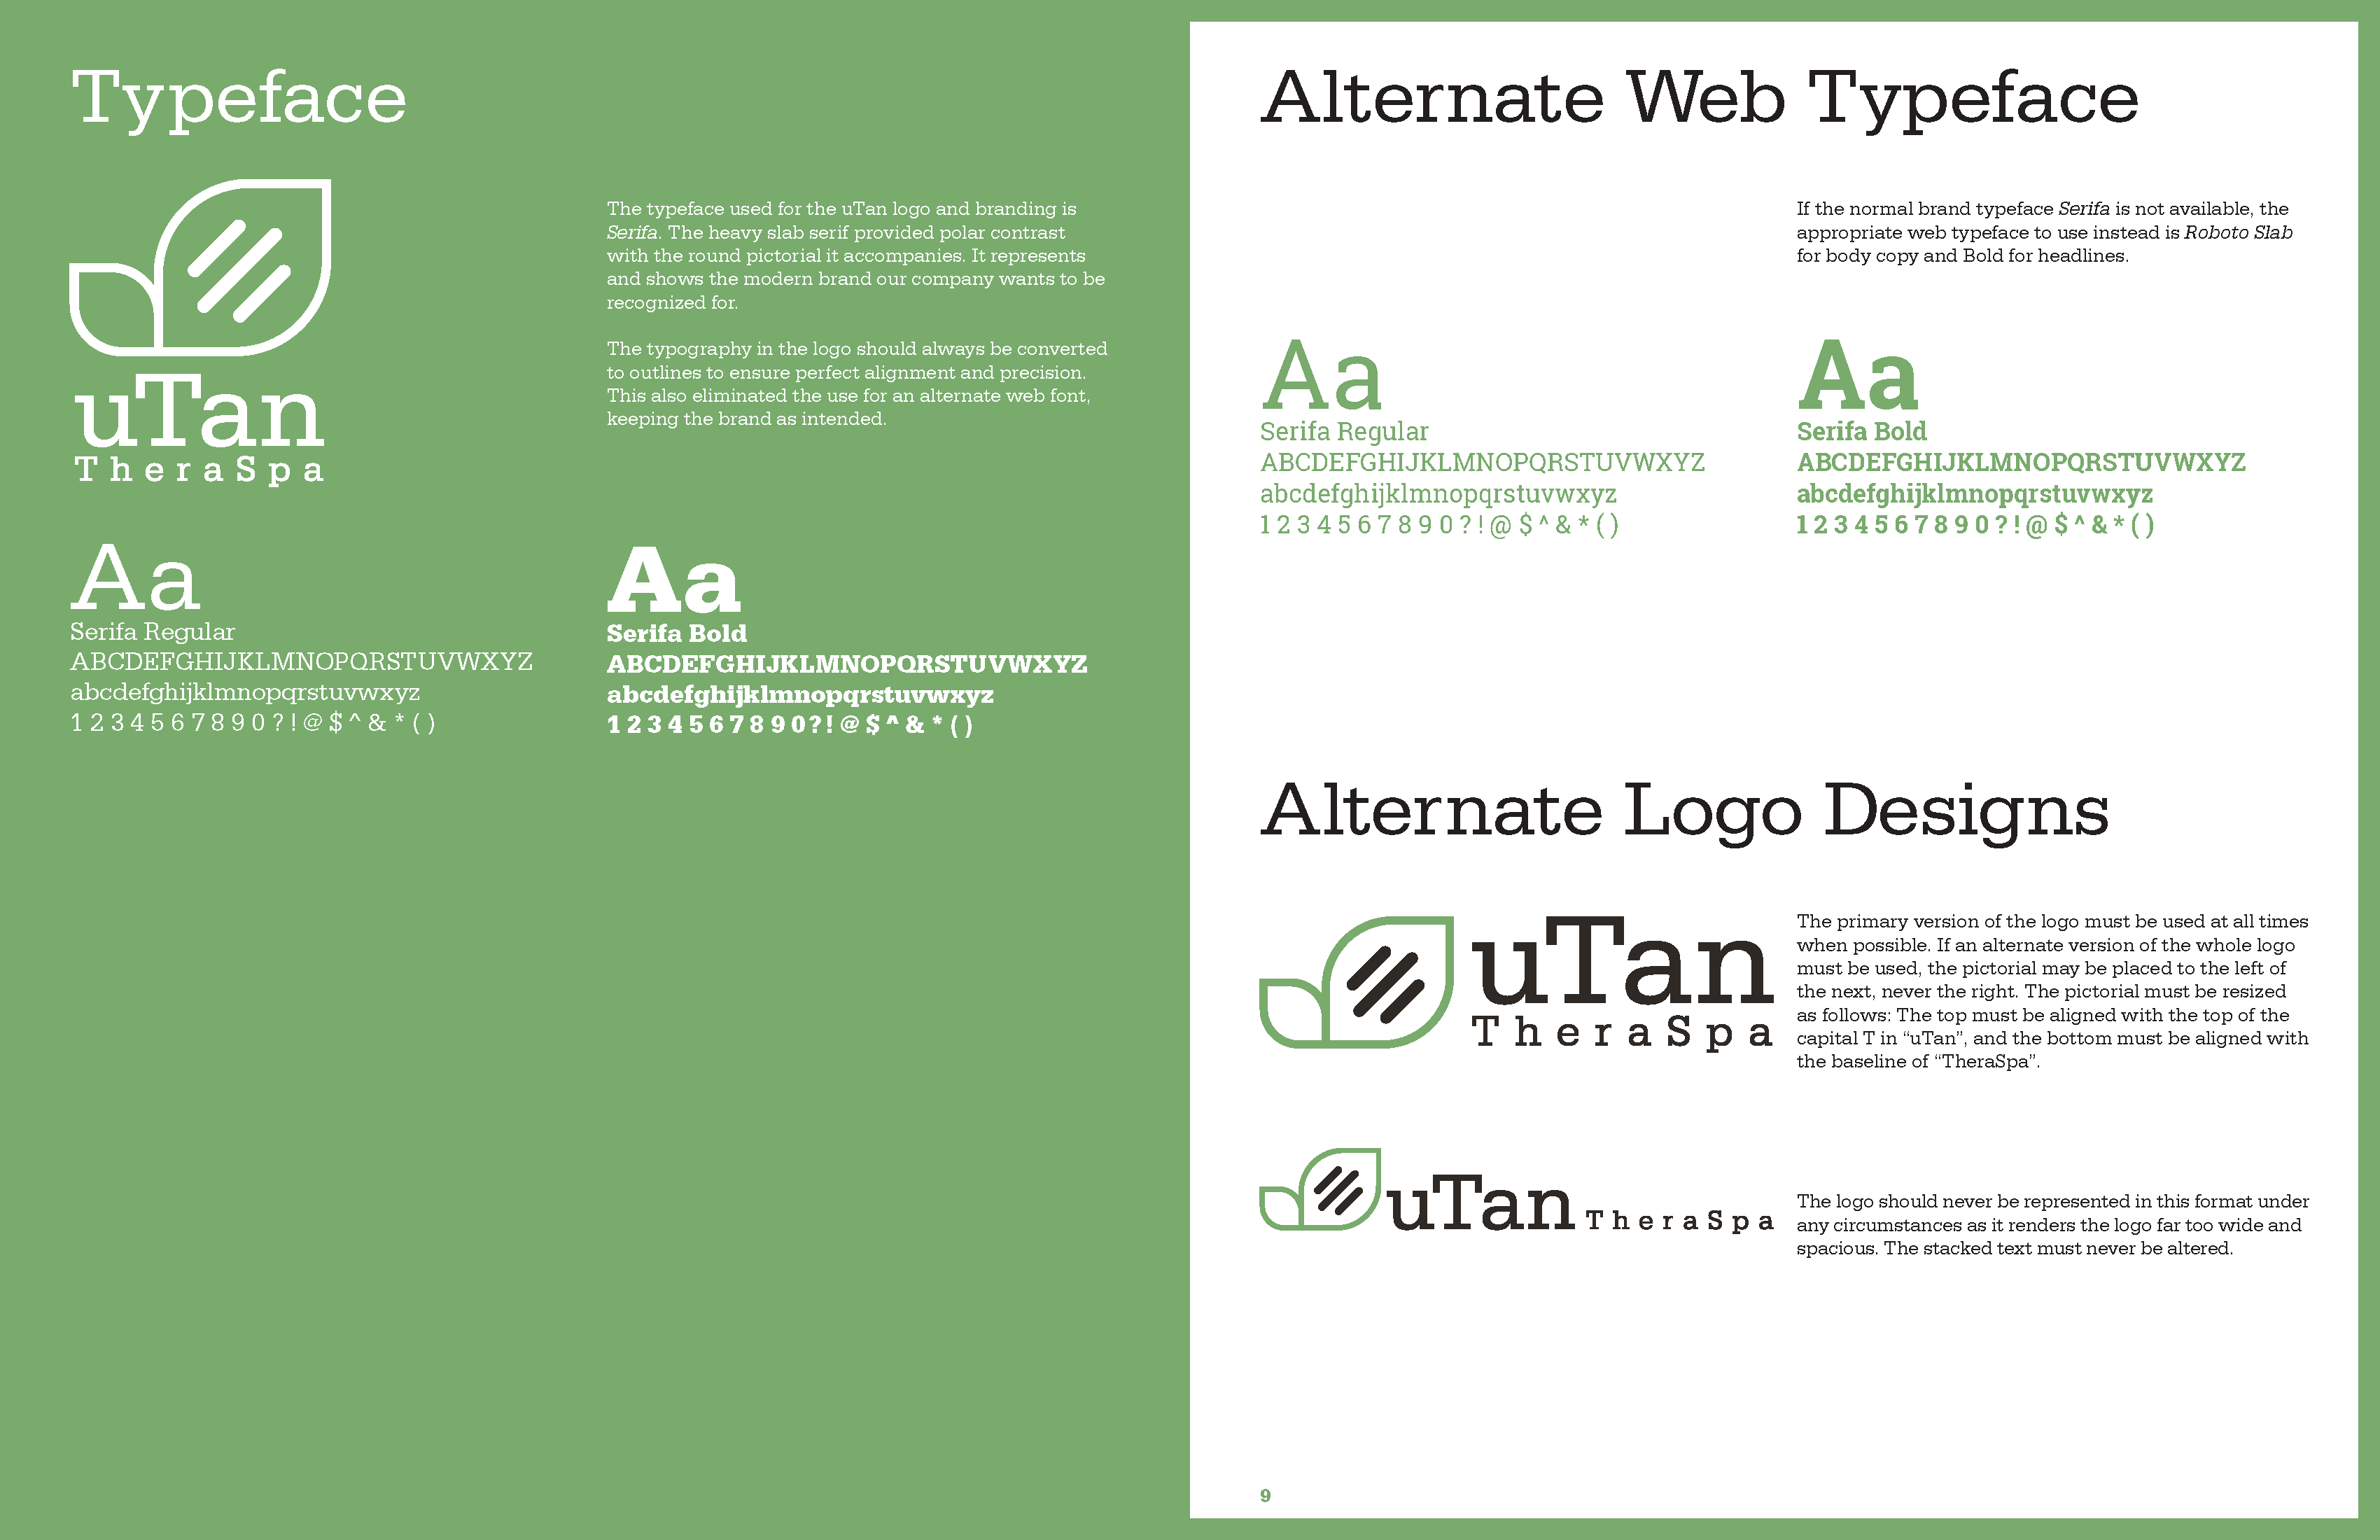 Typeface
uTan
TheraSpa
The typeface used for the uTan logo and branding is
Serifa. The heavy slab serif provided polar contrast
with the round pictorial it accompanies. It represents
and shows the modern brand our company wants to be
recognized for.
The typography in the logo should always be converted
to outlines to ensure perfect alignment and precision.
This also eliminated the use for an alternate web font,
keeping the brand as intended.
Aa
Serifa Regular
ABCDEFGHIJKLMNOPQRSTUVWXYZ
abcdefghijklmnopqrstuvwxyz
1 2 3 4 5 6 7 8 9 0 ? ! @ $ ^ & * ( )
Aa
Serifa Bold
ABCDEFGHIJKLMNOPQRSTUVWXYZ
abcdefghijklmnopqrstuvwxyz
1 2 3 4 5 6 7 8 9 0 ? ! @ $ ^ & * ( )
Alternate Web Typeface
If the normal brand typeface Serifa is not available, the
appropriate web typeface to use instead is Roboto Slab
for body copy and Bold for headlines.
Aa
Serifa Regular
ABCDEFGHIJKLMNOPQRSTUVWXYZ
abcdefghijklmnopqrstuvwxyz
1 2 3 4 5 6 7 8 9 0 ? ! @ $ ^ & * ( )
Aa
Serifa Bold
ABCDEFGHIJKLMNOPQRSTUVWXYZ
abcdefghijklmnopqrstuvwxyz
1 2 3 4 5 6 7 8 9 0 ? ! @ $ ^ & * ( )
Alternate Logo Designs
uTan
TheraSpa
The primary version of the logo must be used at all times
when possible. If an alternate version of the whole logo
must be used, the pictorial may be placed to the left of
the next, never the right. The pictorial must be resized
as follows: The top must be aligned with the top of the
capital T in “uTan”, and the bottom must be aligned with
the baseline of “TheraSpa”.
uTan TheraSpa
The logo should never be represented in this format under
any circumstances as it renders the logo far too wide and
spacious. The stacked text must never be altered.
9